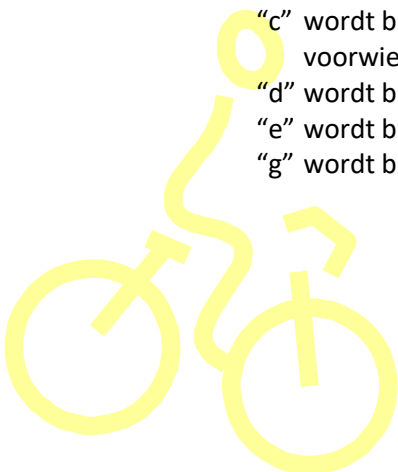 “c” wordt b
voorwie
“d” wordt b
“e” wordt b
“g” wordt b